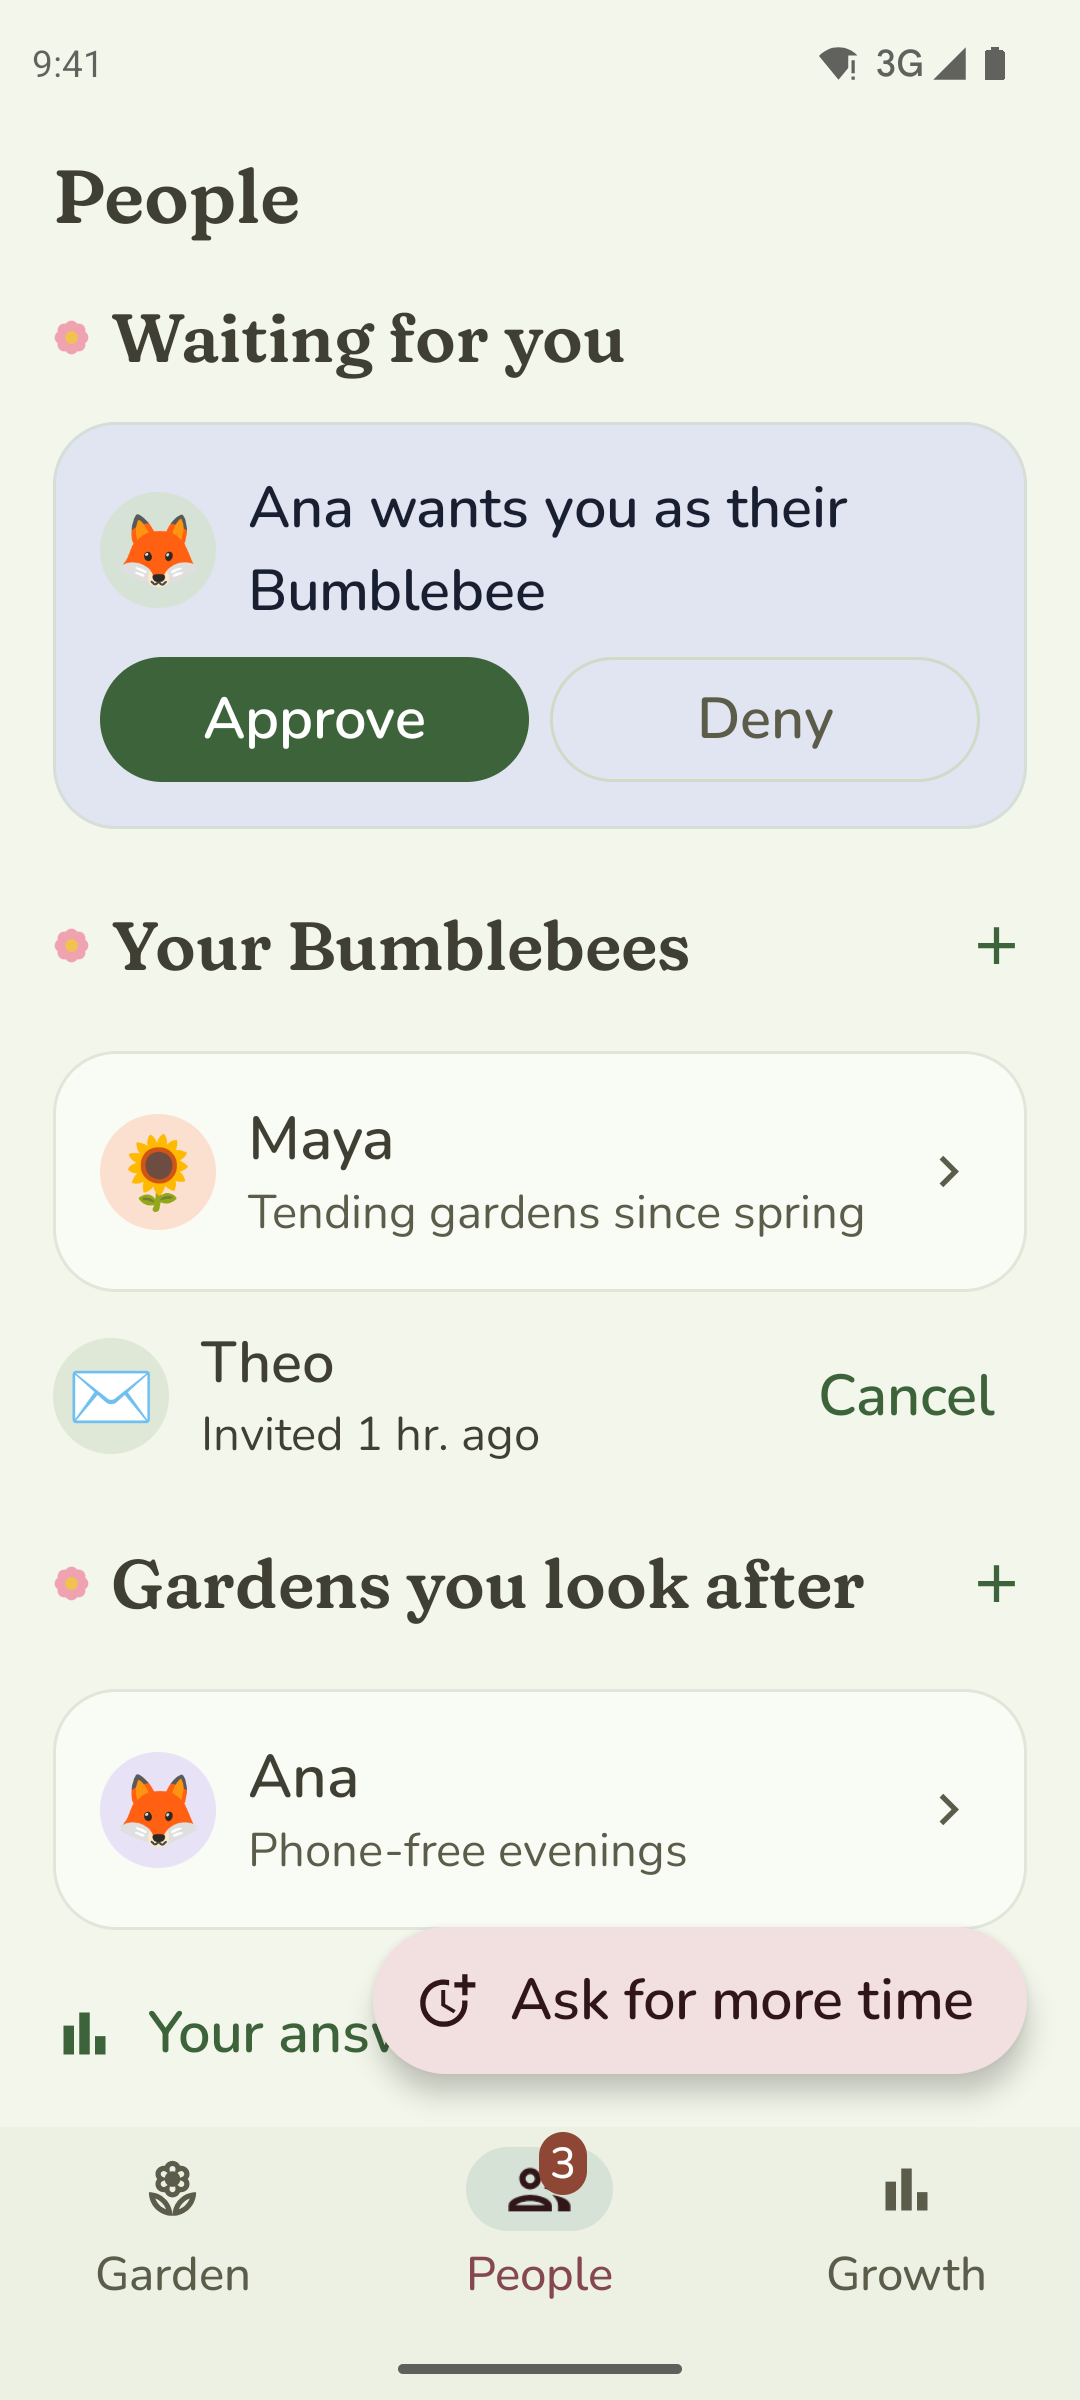 9:41
3G
People
Waiting for you
Ana wants you as their
Bumblebee
Approve
Deny
Your Bumblebees
Maya
Tending gardens since spring
Theo
Invited 1 hr. ago
Cancel
Gardens you look after
Ana
Phone-free evenings
Your
Ask for more time
3
Garden
People
Growth